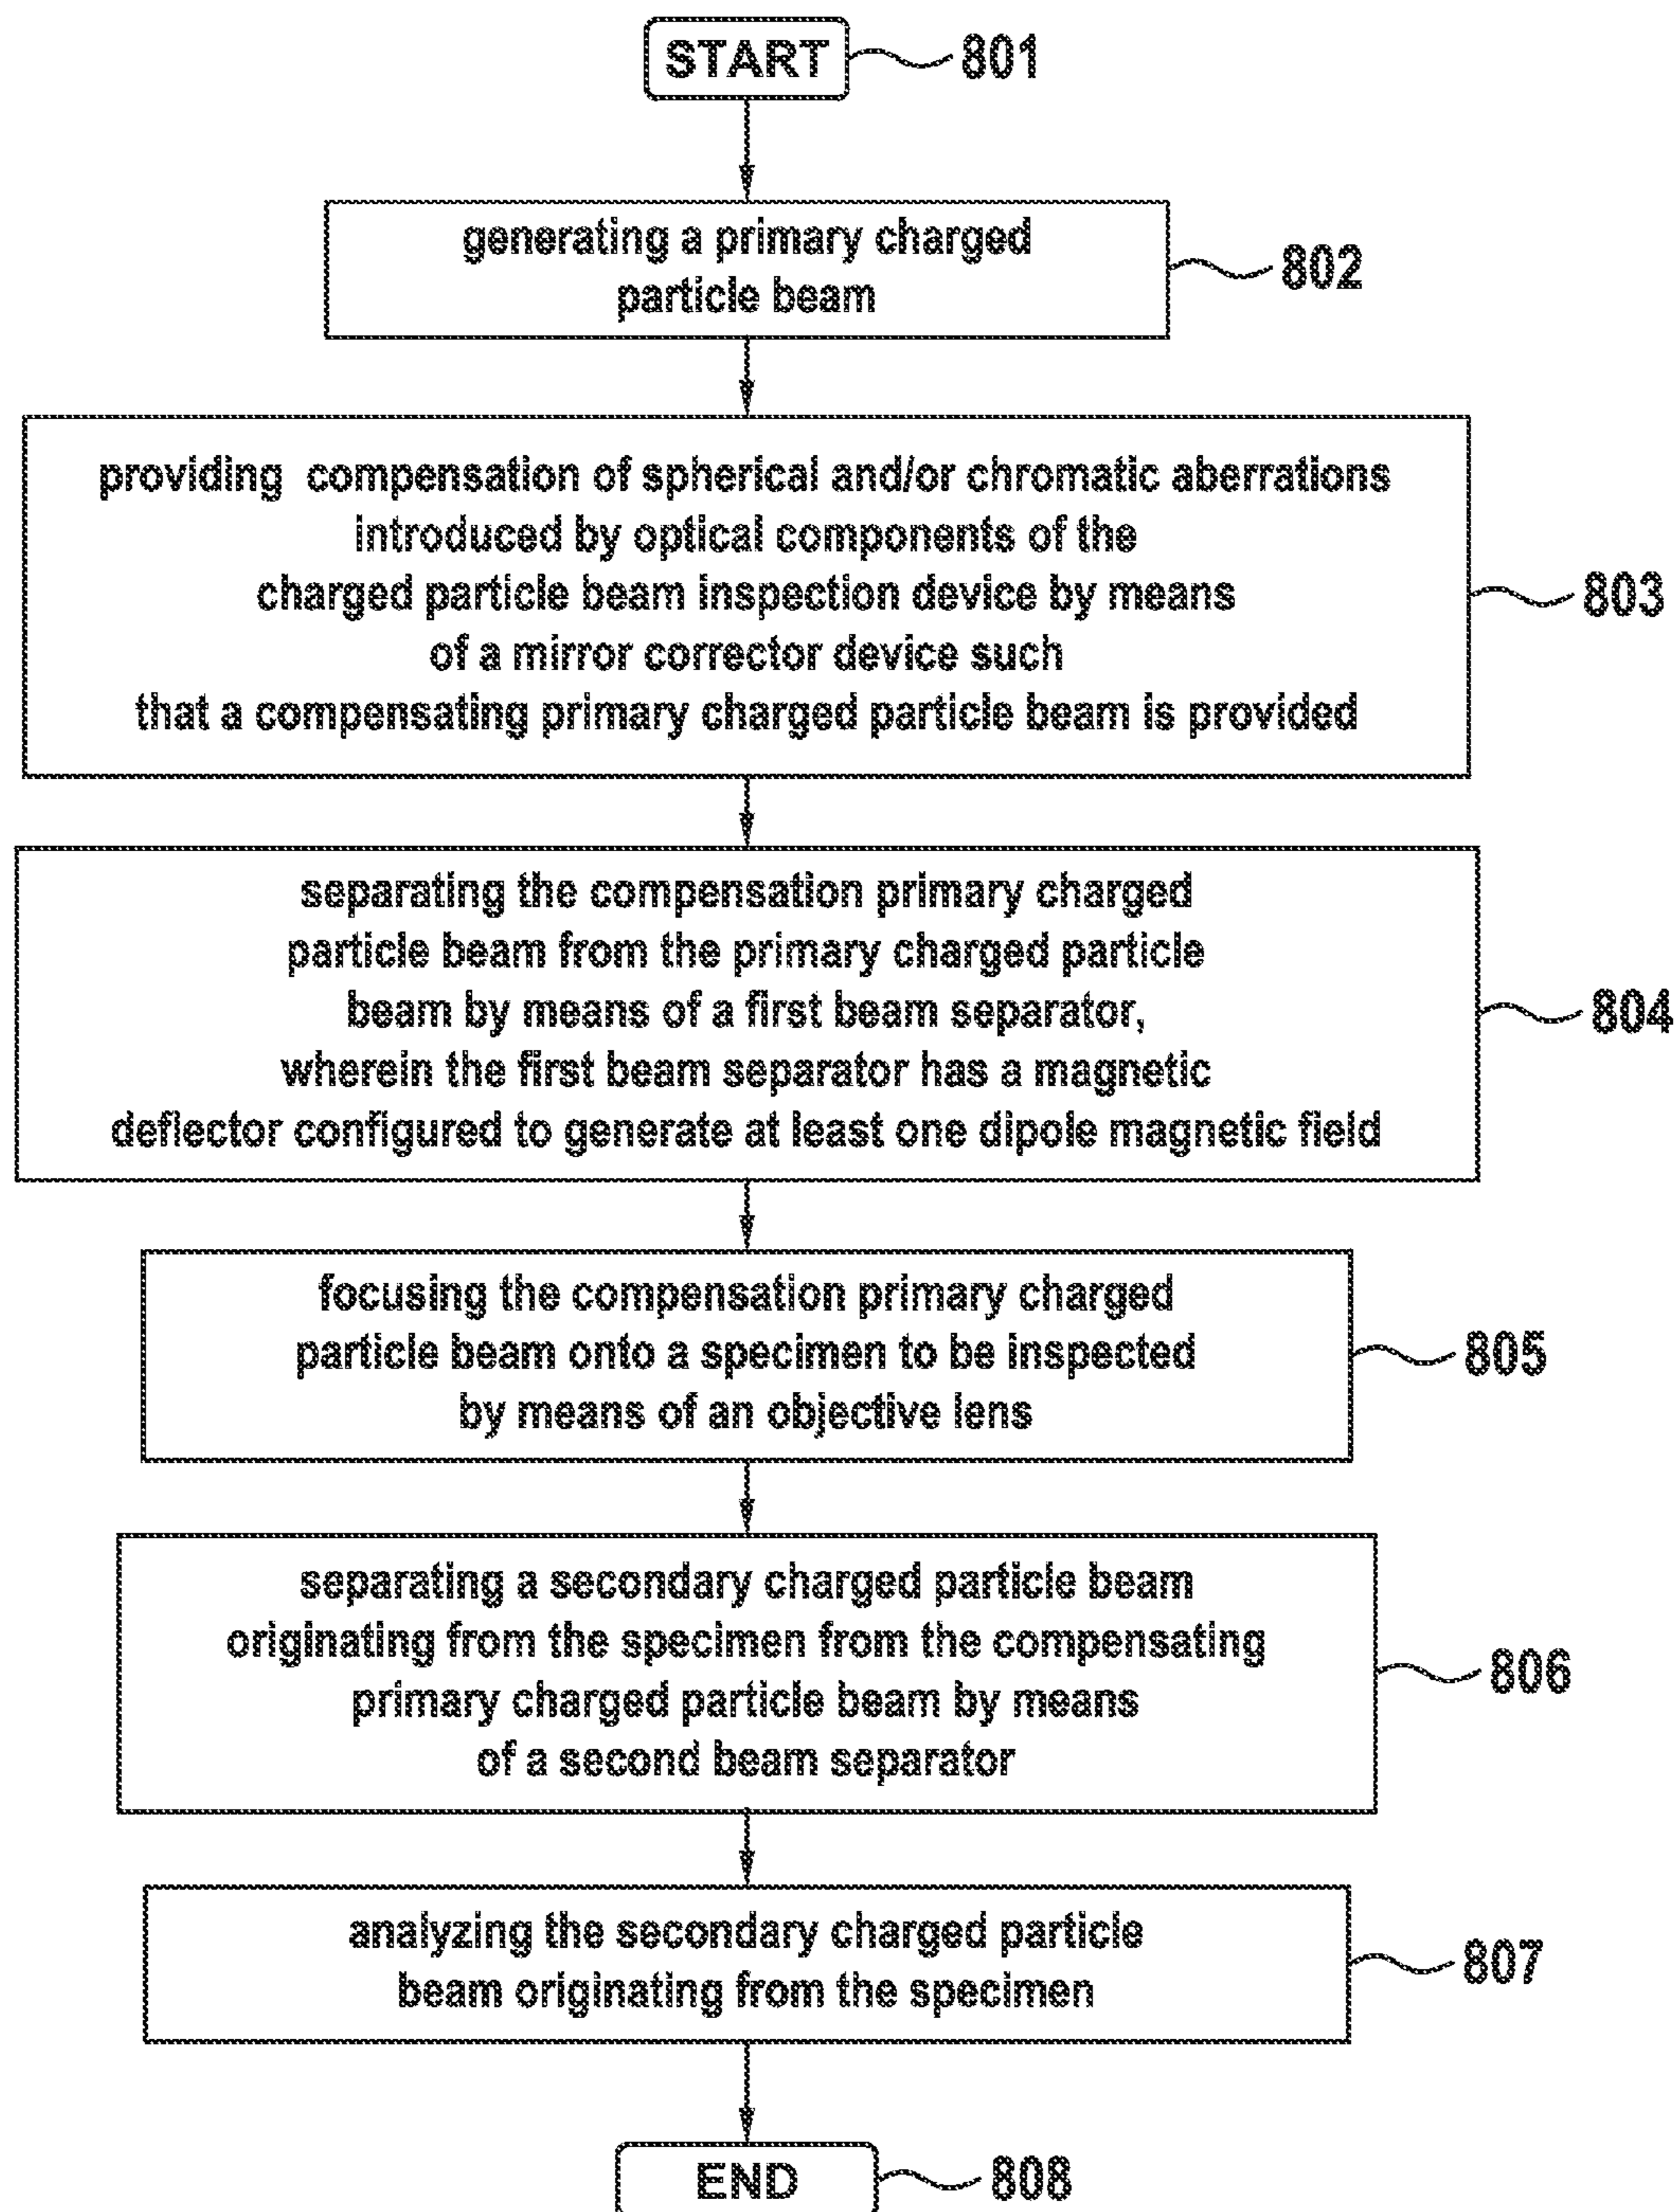 START
801
generating a primary charged
particle beam
802
providing compensation of spherical and/or chromatic aberrations
introduced by optical components of the
charged particle beam inspection device by means
of a mirror corrector device such
that a compensating primary charged particle beam is provided
803
separating the compensation primary charged
particle beam from the primary charged particle
beam by means of a first beam separator,
wherein the first beam separator has a magnetic
deflector configured to generate at least one dipole magnetic field
804
focusing the compensation primary charged
particle beam onto a specimen to be inspected
by means of an objective lens
805
separating a secondary charged particle beam
originating from the specimen from the compensating
primary charged particle beam by means
of a second beam separator
806
analyzing the secondary charged particle
beam originating from the specimen
807
END
808